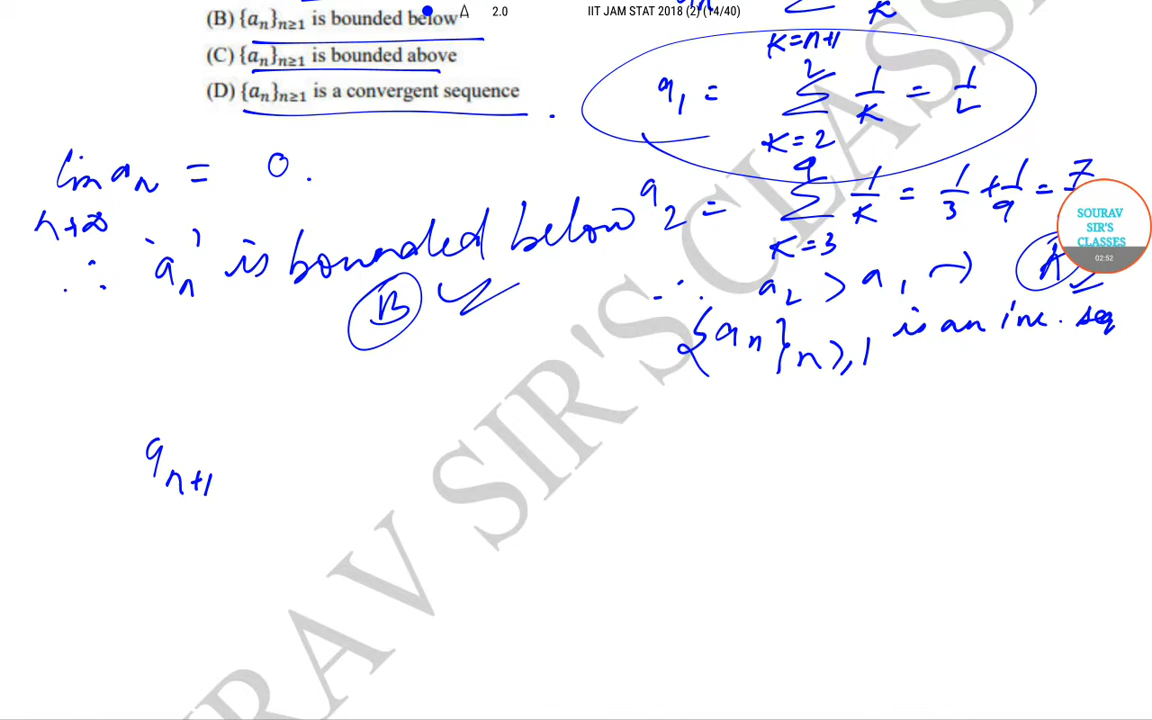 (B) {aₙ}ₙ≥₁ is bounded below
2.0
IIT JAM STAT 2018 (2) (14/40)
(C) {aₙ}ₙ≥₁ is bounded above
(D) {aₙ}ₙ≥₁ is a convergent sequence.
K=n+1
a₁ = 2 Σ K=2 1/K = 1/2
lim aₙ = 0.
n→∞
a₂ = 4 Σ K=3 1/K = 1/3 + 1/4 = 7
∴ 'aₙ' is bounded below
(B)
∴ a₂ > a₁ → (A)
{aₙ}n≥1 is an inc. seq
aₙ₊₁
SOURAV
SIR'S
CLASSES
02:52
SOURAV SIR'S CLASSES